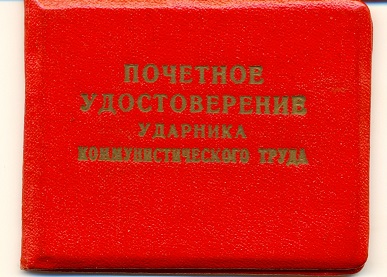 ПОЧЕТНОЕ
УДОСТОВЕРЕНИЕ
УДАРНИКА
КОММУНИСТИЧЕСКОГО ТРУДА